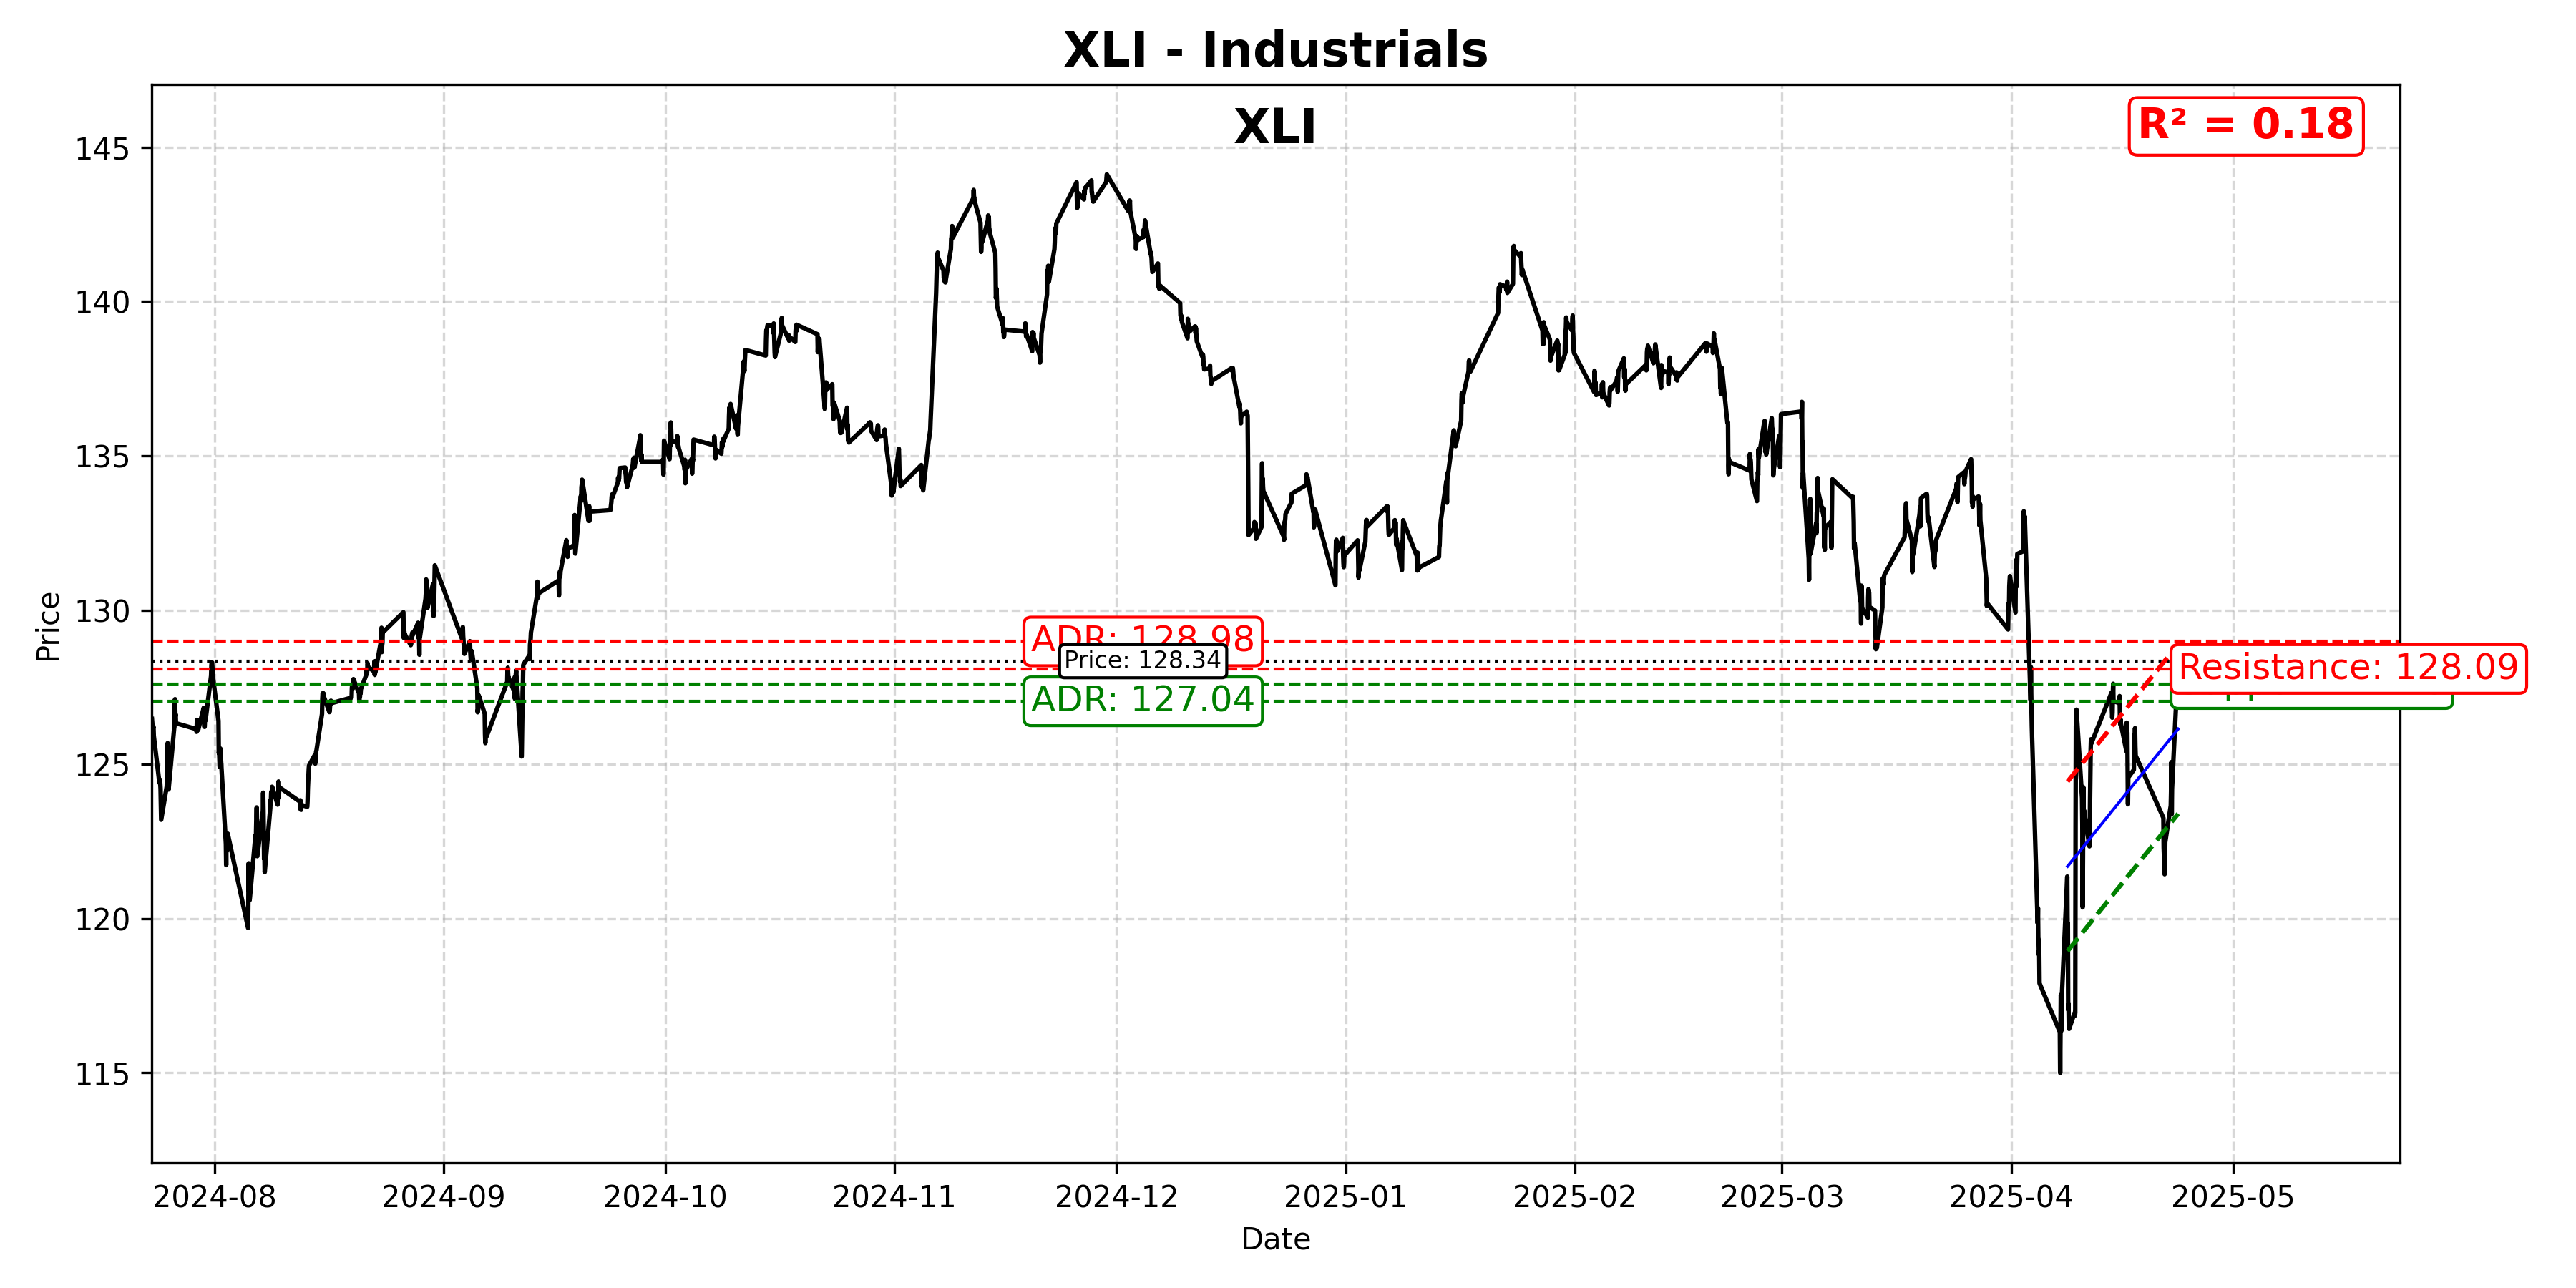 XLI - Industrials
XLI
R² = 0.18
145
140
135
130
125
120
115
Price
ADR: 128.98
Price: 128.34
ADR: 127.04
Resistance: 128.09
2024-08
2024-09
2024-10
2024-11
2024-12
2025-01
2025-02
2025-03
2025-04
2025-05
Date